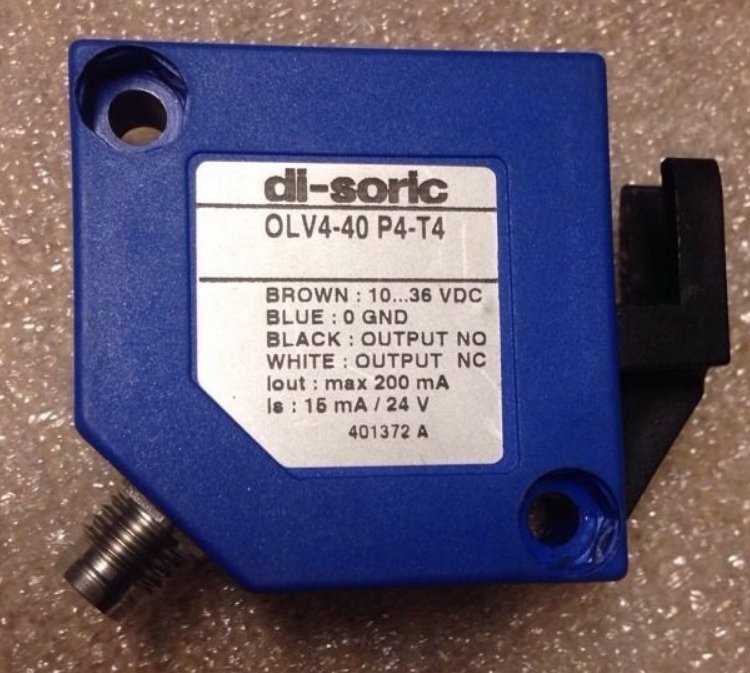 di-soric
OLV4-40 P4-T4
BROWN : 10...36 VDC
BLUE : 0 GND
BLACK : OUTPUT NO
WHITE : OUTPUT NC
Iout : max 200 mA
Is : 15 mA / 24 V
401372 A